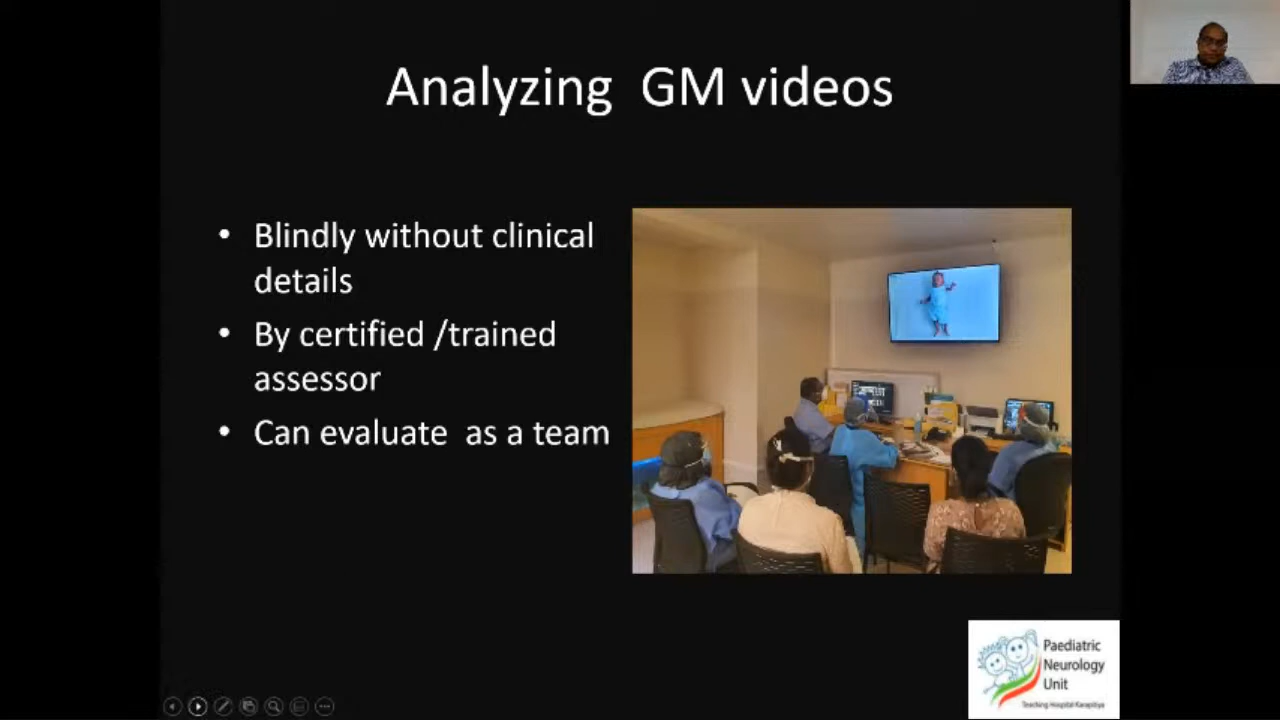 Analyzing GM videos
• Blindly without clinical
details
• By certified /trained
assessor
• Can evaluate as a team
Paediatric
Neurology
Unit
Teaching Hospital-Karapitiya